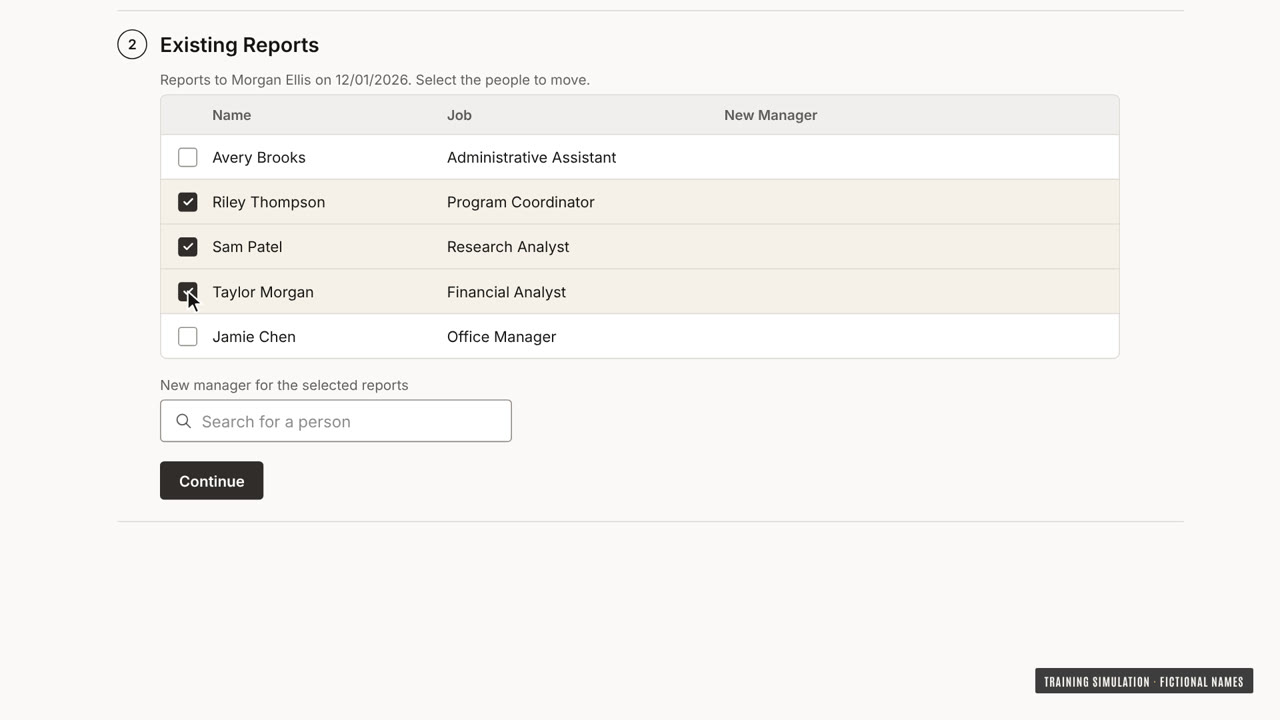 2 Existing Reports
Reports to Morgan Ellis on 12/01/2026. Select the people to move.
Name Job New Manager
Avery Brooks Administrative Assistant
Riley Thompson Program Coordinator
Sam Patel Research Analyst
Taylor Morgan Financial Analyst
Jamie Chen Office Manager
New manager for the selected reports
Search for a person
Continue
TRAINING SIMULATION · FICTIONAL NAMES